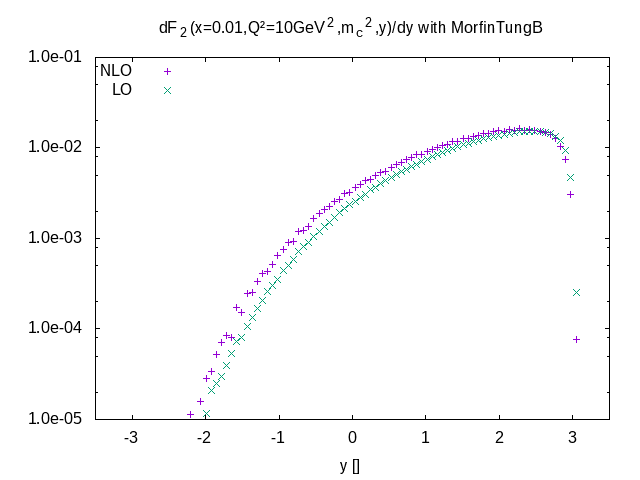 dF2(x=0.01,Q²=10GeV2,mc2,y)/dy with MorfinTungB
1.0e-01
NLO
LO
1.0e-02
1.0e-03
1.0e-04
1.0e-05
-3 -2 -1 0 1 2 3
y []